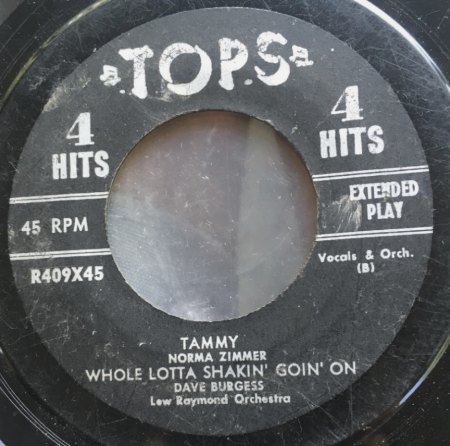 TOPS
4
HITS
4
HITS
45 RPM
EXTENDED
PLAY
R409X45
Vocals & Orch.
(B)
TAMMY
NORMA ZIMMER
WHOLE LOTTA SHAKIN' GOIN' ON
DAVE BURGESS
Lew Raymond Orchestra